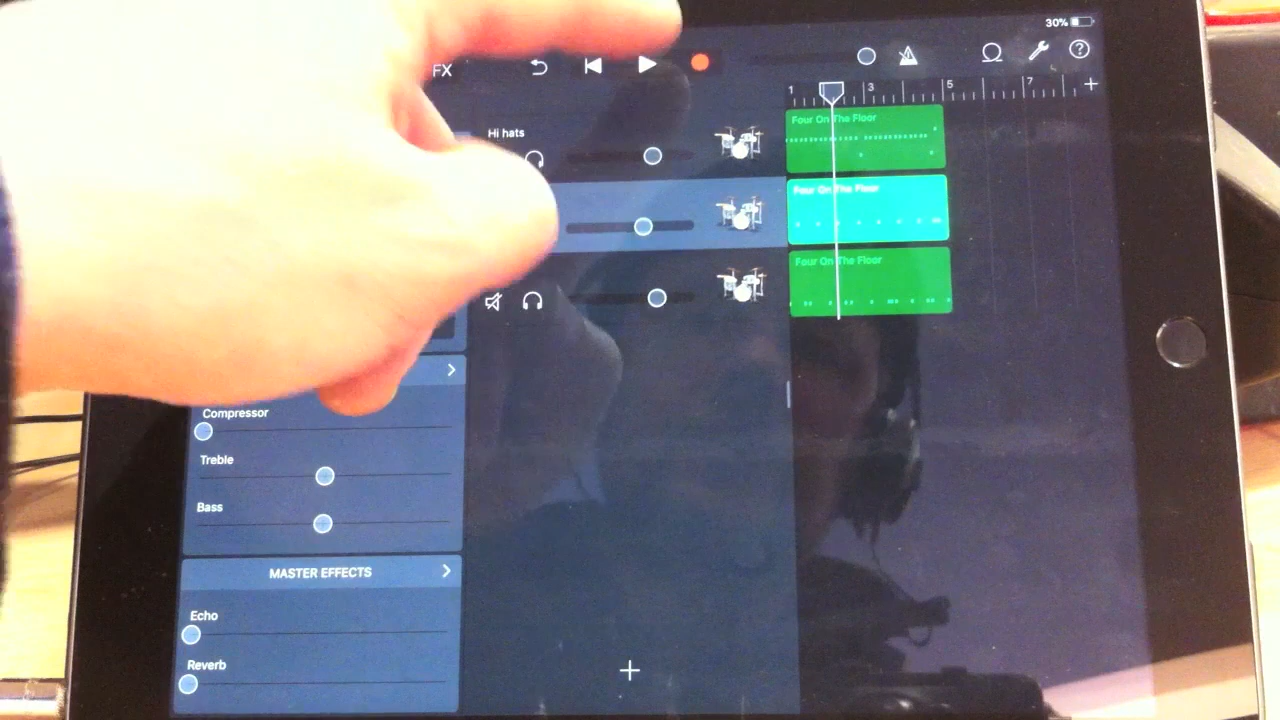 30%
FX
1 3 5 7
Hi hats
Four On The Floor
Four On The Floor
Four On The Floor
Compressor
Treble
Bass
MASTER EFFECTS
Echo
Reverb